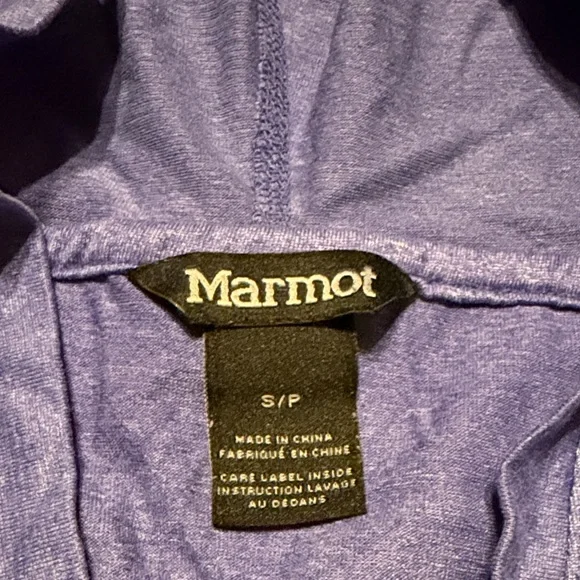 Marmot
S/P
MADE IN CHINA
FABRIQUÉ EN CHINE
CARE LABEL INSIDE
INSTRUCTION LAVAGE
AU DEDANS